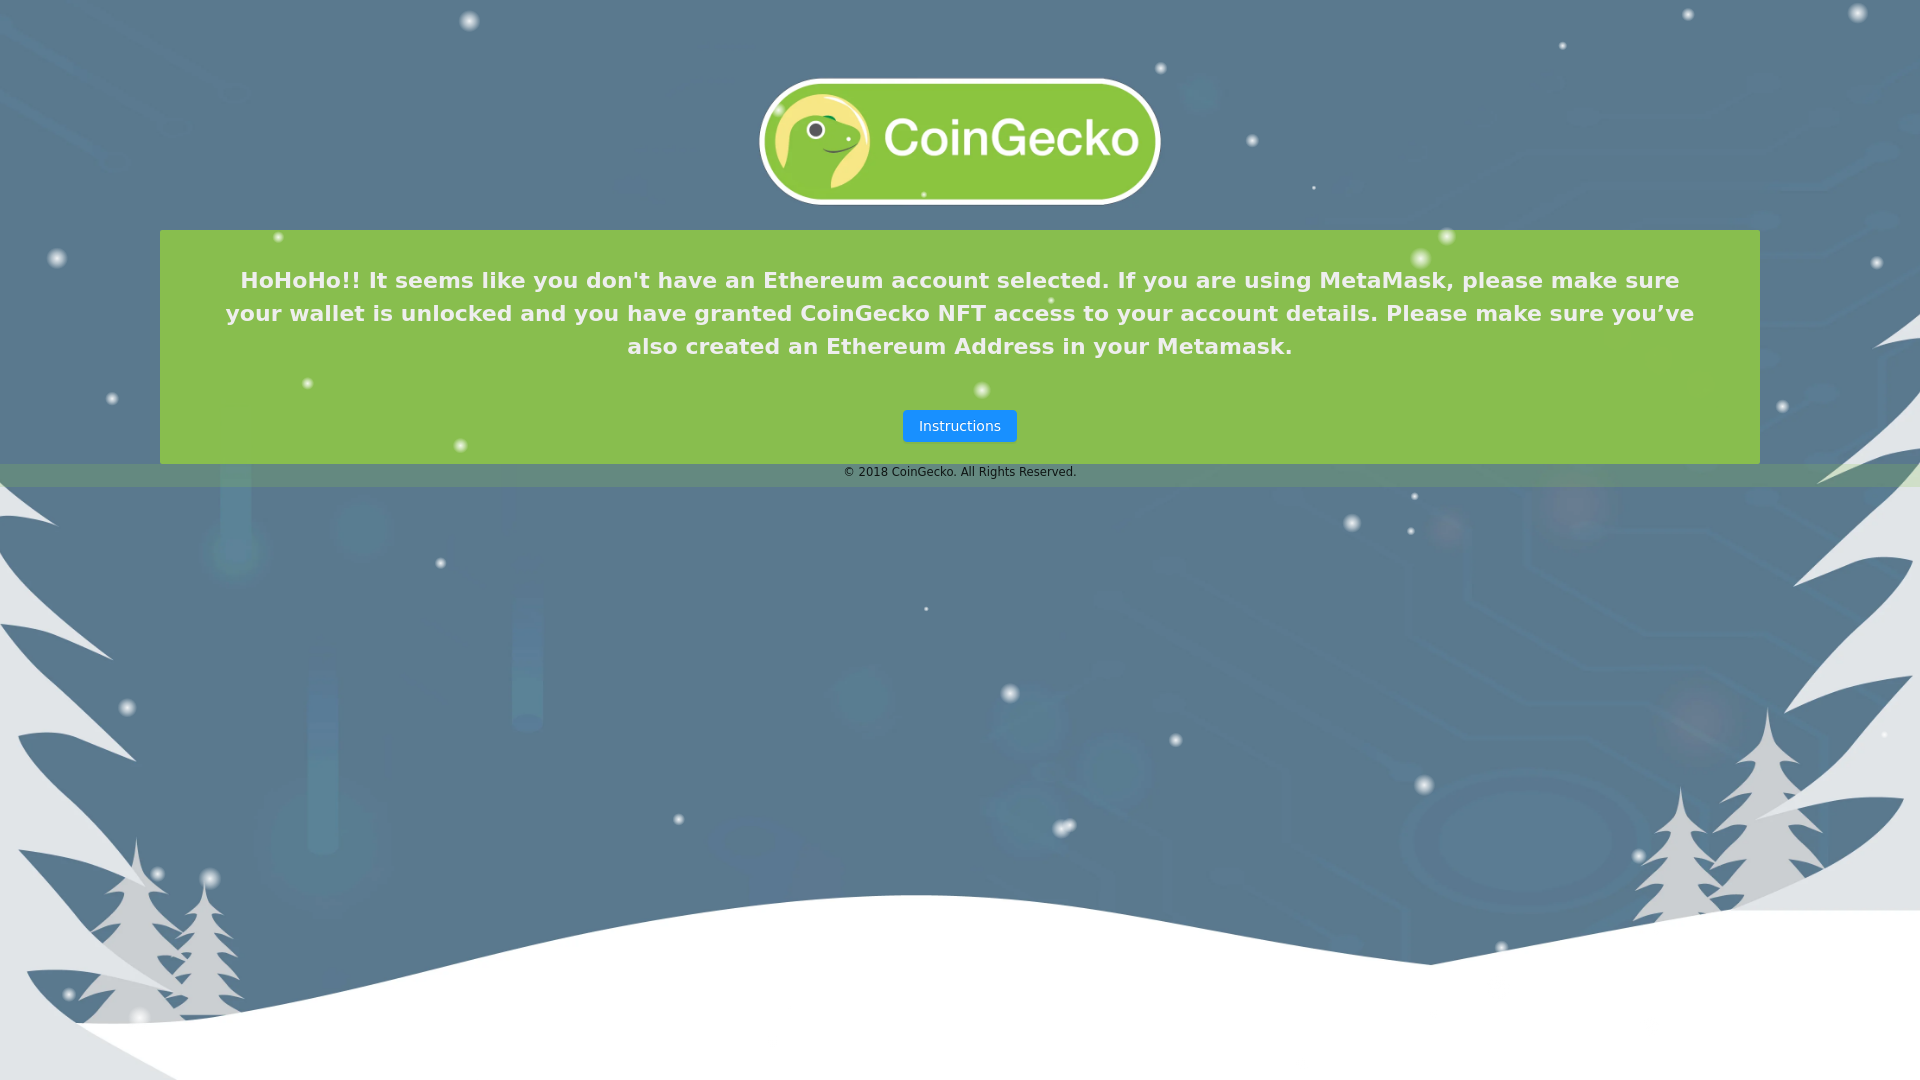 CoinGecko
HoHoHo!! It seems like you don't have an Ethereum account selected. If you are using MetaMask, please make sure
your wallet is unlocked and you have granted CoinGecko NFT access to your account details. Please make sure you’ve
also created an Ethereum Address in your Metamask.
Instructions
© 2018 CoinGecko. All Rights Reserved.